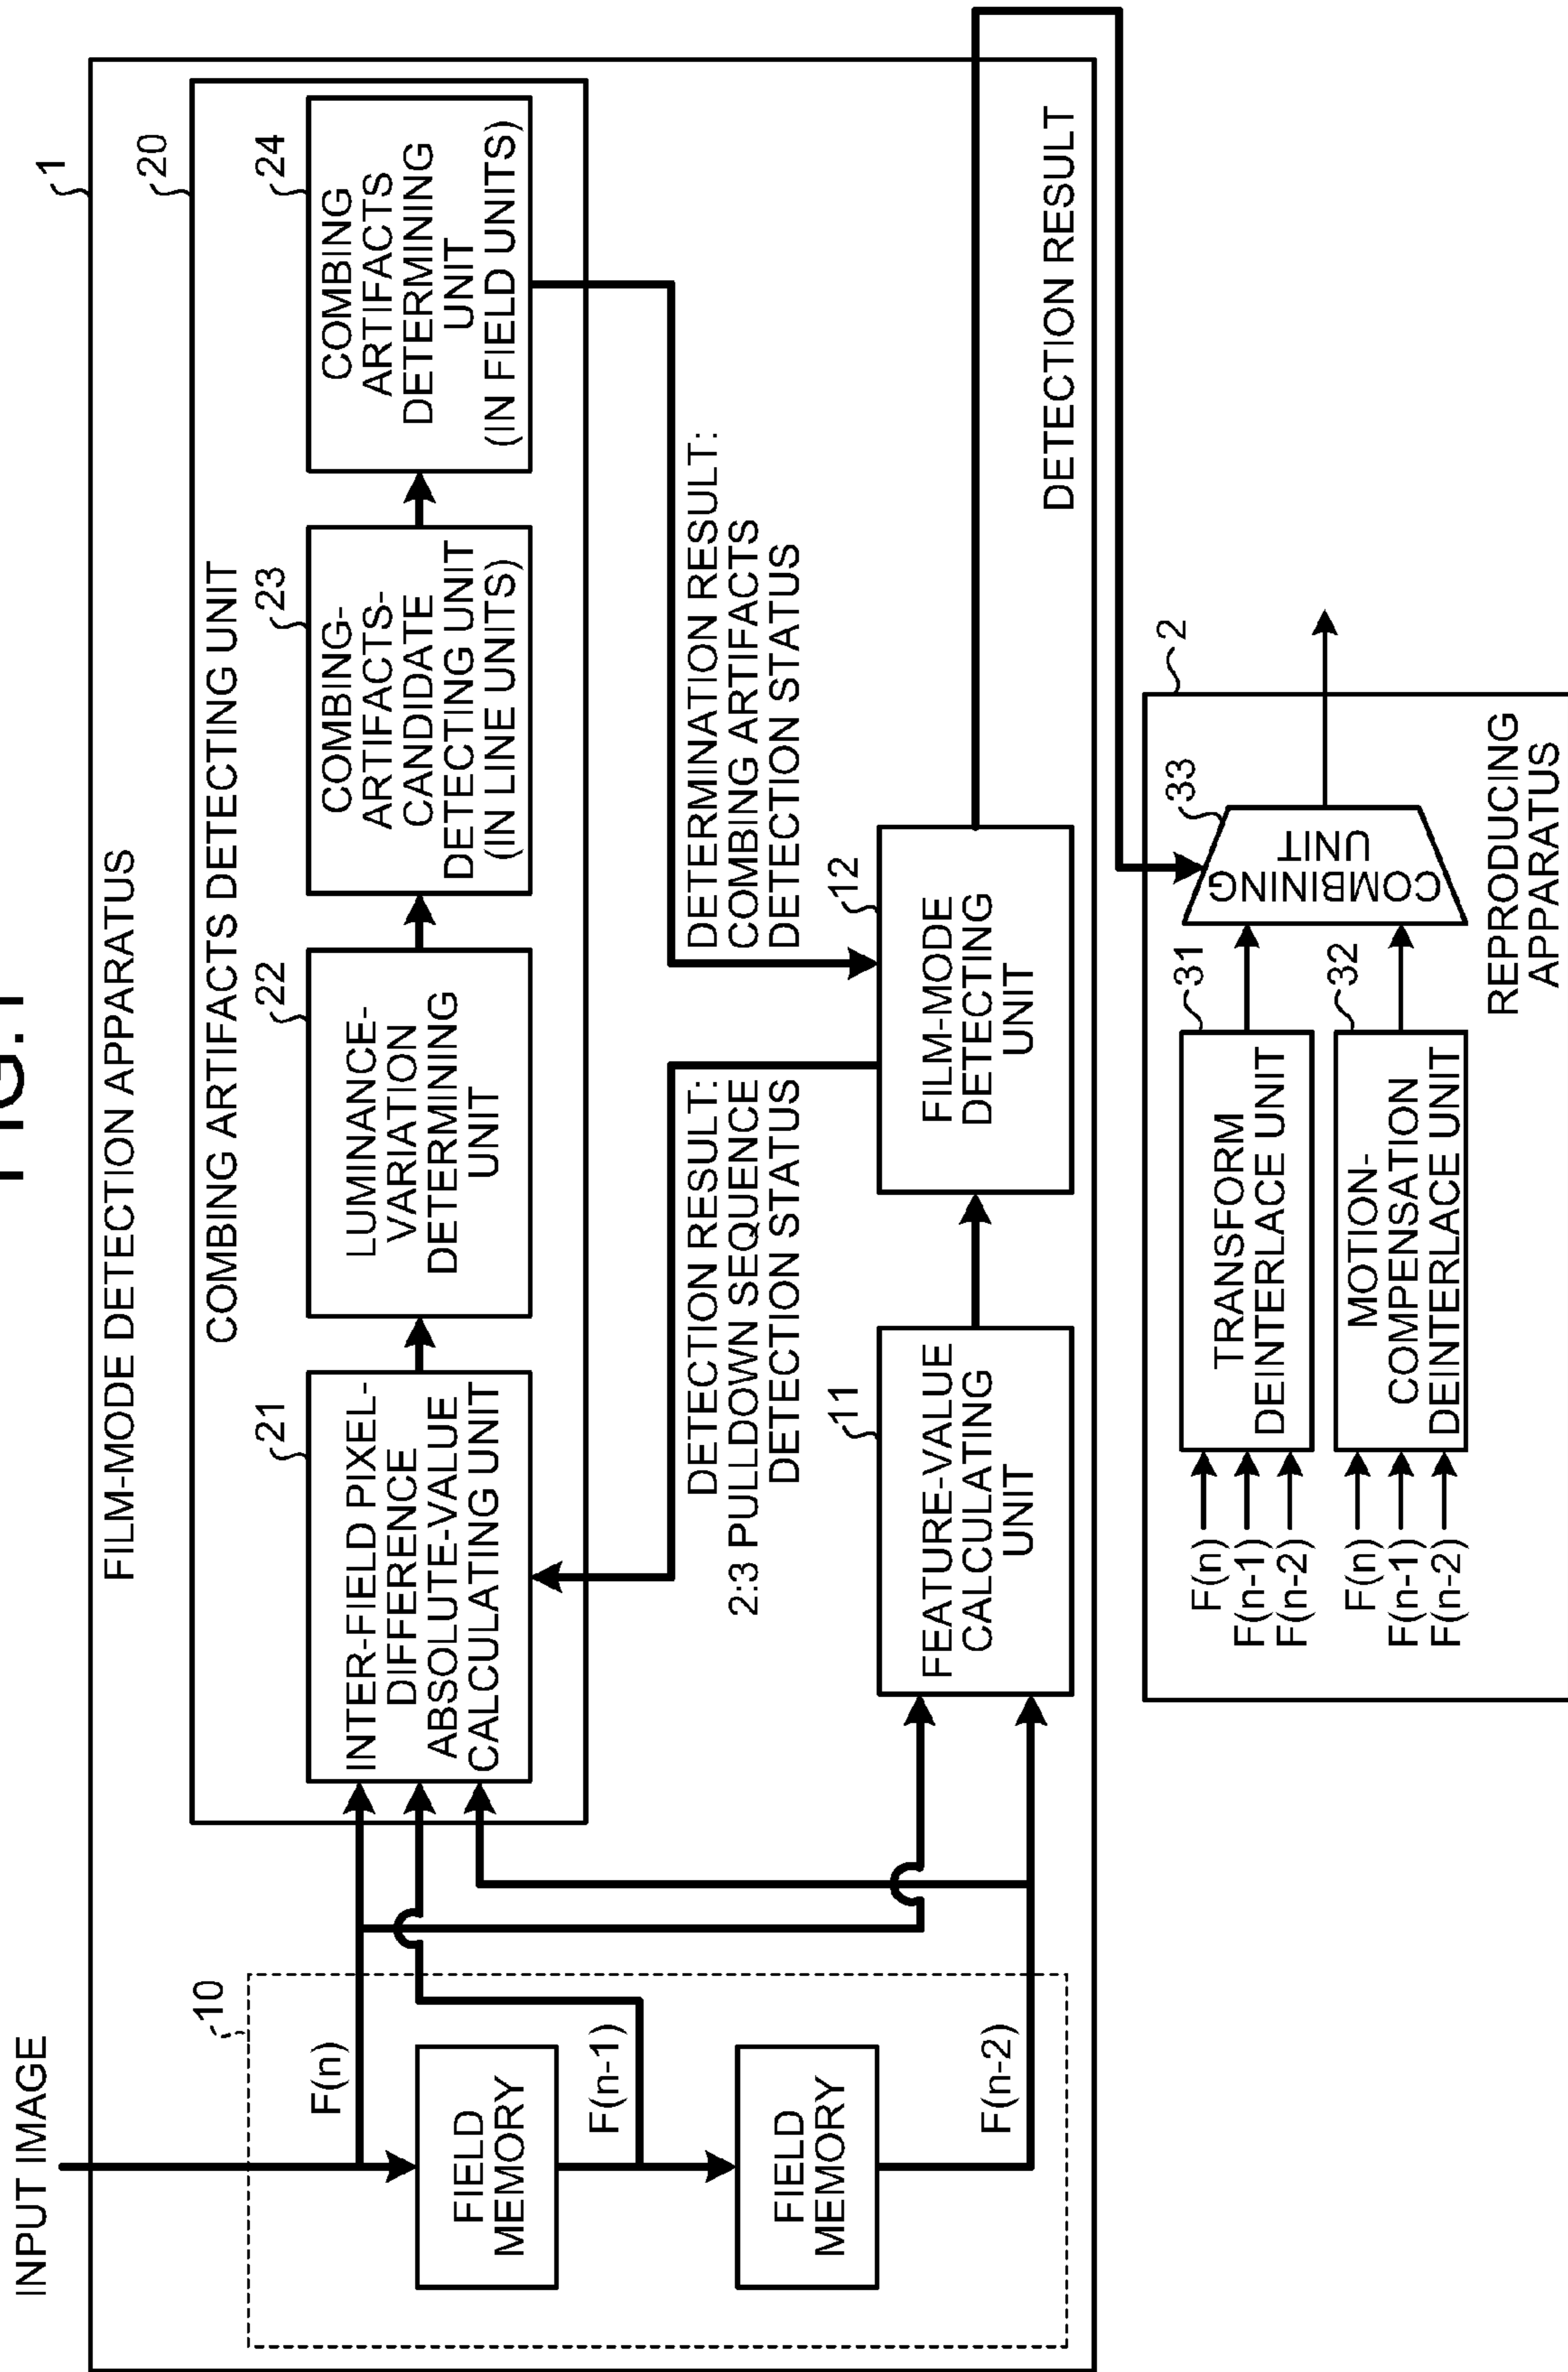 FIG.1
INPUT IMAGE
FILM-MODE DETECTION APPARATUS
1
10
F(n)
FIELD
MEMORY
F(n-1)
FIELD
MEMORY
F(n-2)
COMBING ARTIFACTS DETECTING UNIT
20
21
INTER-FIELD PIXEL-
DIFFERENCE
ABSOLUTE-VALUE
CALCULATING UNIT
22
LUMINANCE-
VARIATION
DETERMINING
UNIT
23
COMBING-
ARTIFACTS-
CANDIDATE
DETECTING UNIT
(IN LINE UNITS)
24
COMBING
ARTIFACTS
DETERMINING
UNIT
(IN FIELD UNITS)
DETECTION RESULT:
2:3 PULLDOWN SEQUENCE
DETECTION STATUS
DETERMINATION RESULT:
COMBING ARTIFACTS
DETECTION STATUS
11
FEATURE-VALUE
CALCULATING
UNIT
12
FILM-MODE
DETECTING
UNIT
DETECTION RESULT
2
F(n)
F(n-1)
F(n-2)
31
TRANSFORM
DEINTERLACE UNIT
F(n)
F(n-1)
F(n-2)
32
MOTION-
COMPENSATION
DEINTERLACE UNIT
33
COMBINING
UNIT
REPRODUCING
APPARATUS